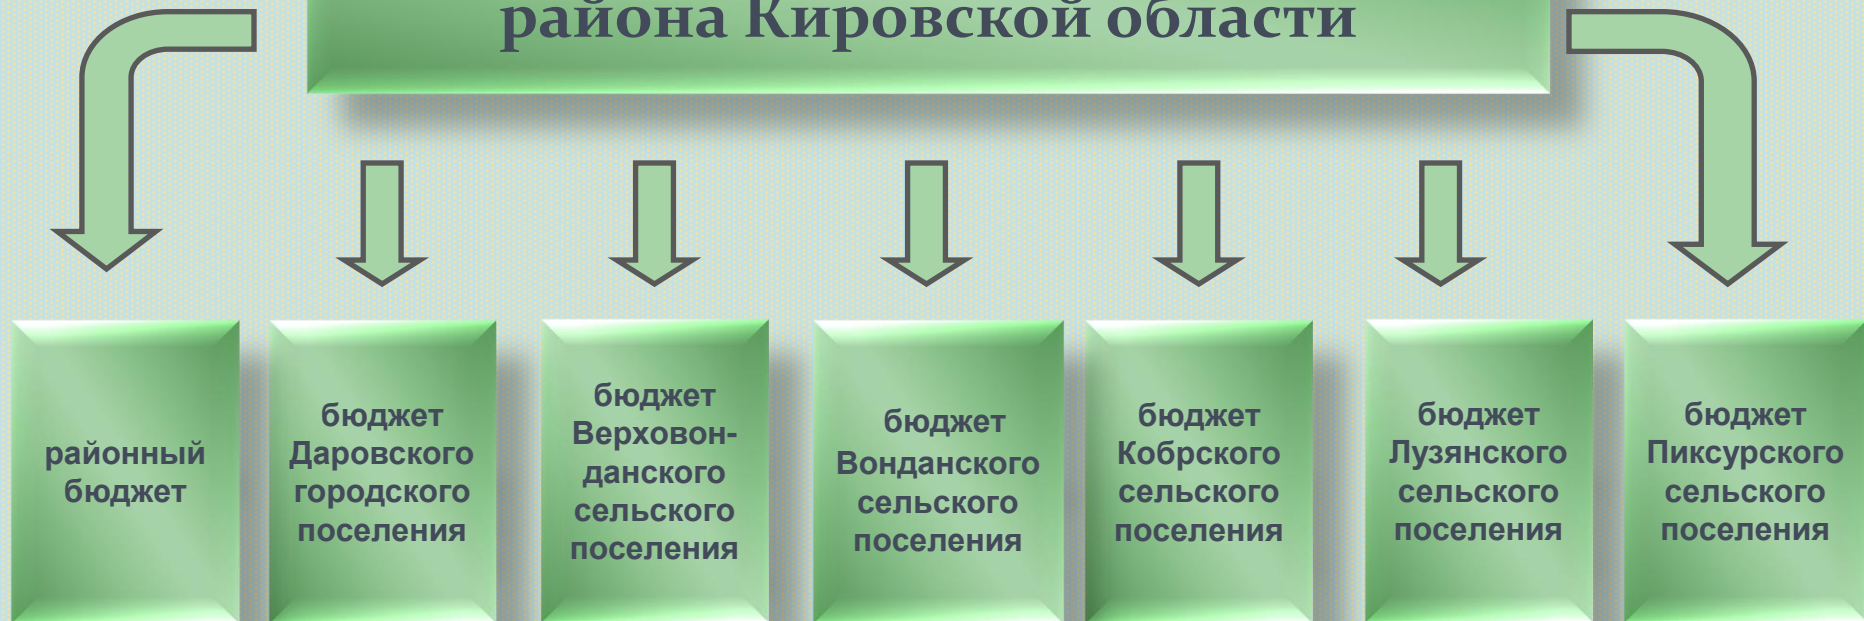 района Кировской области
районный
бюджет
бюджет
Даровского
городского
поселения
бюджет
Верховон-
данского
сельского
поселения
бюджет
Вонданского
сельского
поселения
бюджет
Кобрского
сельского
поселения
бюджет
Лузянского
сельского
поселения
бюджет
Пиксурского
сельского
поселения